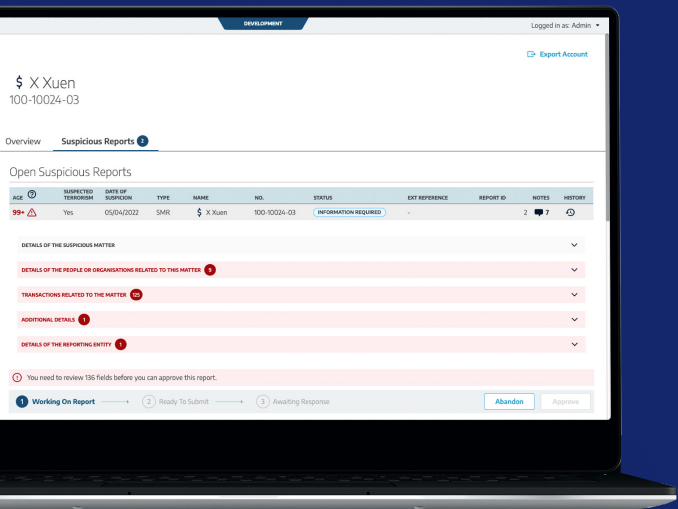 DEVELOPMENT
Logged in as: Admin
Export Account
$ X Xuen
100-10024-03
Overview
Suspicious Reports 2
Open Suspicious Reports
AGE ? SUSPECTED TERRORISM DATE OF SUSPICION TYPE NAME NO. STATUS EXT REFERENCE REPORT ID NOTES HISTORY
99+ Yes 05/04/2022 SMR $ X Xuen 100-10024-03 INFORMATION REQUIRED - 2 7
DETAILS OF THE SUSPICIOUS MATTER
DETAILS OF THE PEOPLE OR ORGANISATIONS RELATED TO THIS MATTER 9
TRANSACTIONS RELATED TO THE MATTER 125
ADDITIONAL DETAILS 1
DETAILS OF THE REPORTING ENTITY 1
You need to review 136 fields before you can approve this report.
1 Working On Report 2 Ready To Submit 3 Awaiting Response Abandon Approve